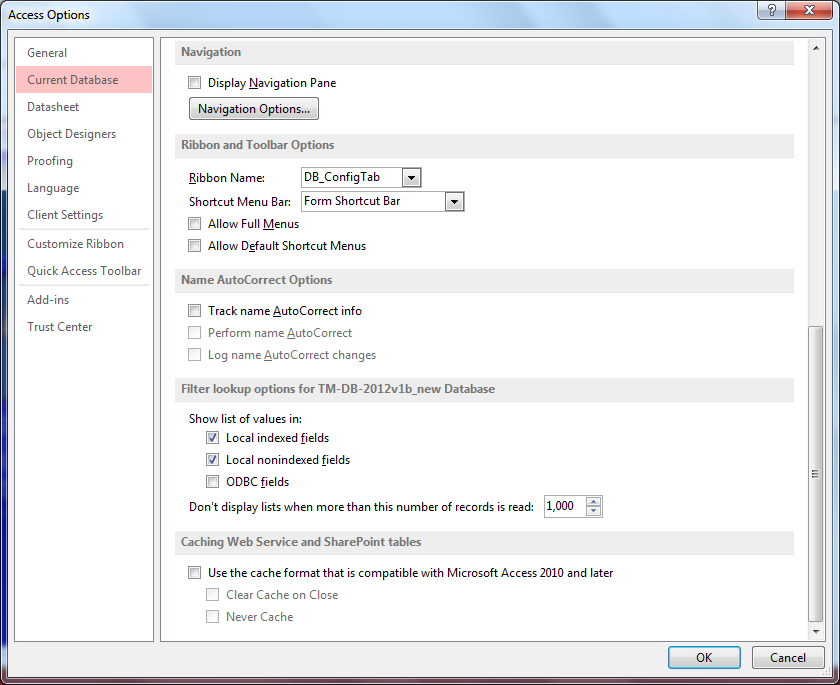 Access Options
?
General
Current Database
Datasheet
Object Designers
Proofing
Language
Client Settings
Customize Ribbon
Quick Access Toolbar
Add-ins
Trust Center
Navigation
Display Navigation Pane
Navigation Options...
Ribbon and Toolbar Options
Ribbon Name: DB_ConfigTab
Shortcut Menu Bar: Form Shortcut Bar
Allow Full Menus
Allow Default Shortcut Menus
Name AutoCorrect Options
Track name AutoCorrect info
Perform name AutoCorrect
Log name AutoCorrect changes
Filter lookup options for TM-DB-2012v1b_new Database
Show list of values in:
Local indexed fields
Local nonindexed fields
ODBC fields
Don't display lists when more than this number of records is read: 1,000
Caching Web Service and SharePoint tables
Use the cache format that is compatible with Microsoft Access 2010 and later
Clear Cache on Close
Never Cache
OK Cancel